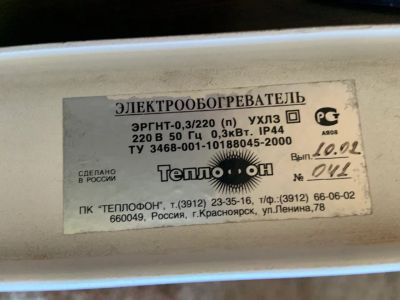 ЭЛЕКТРООБОГРЕВАТЕЛЬ
ЭРГНТ-0,3/220 (п) УХЛЗ
220 В 50 Гц 0,3кВт. IP44
ТУ 3468-001-10188045-2000
АЯ08
Вып. 10.02
№ 041
СДЕЛАНО
В РОССИИ
Теплофон
ПК "ТЕПЛОФОН", т.(3912) 23-35-16, т/ф.:(3912) 66-06-02
660049, Россия, г.Красноярск, ул.Ленина,78